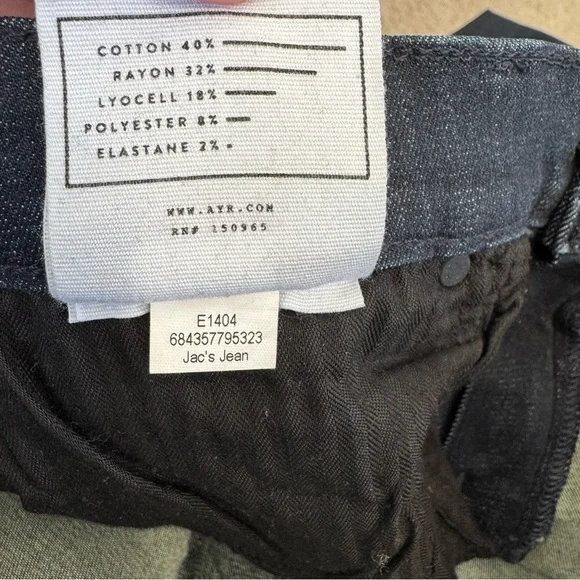 COTTON 40%
RAYON 32%
LYOCELL 18%
POLYESTER 8%
ELASTANE 2%
WWW.AYR.COM
RN# 150965
E1404
684357795323
Jac's Jean